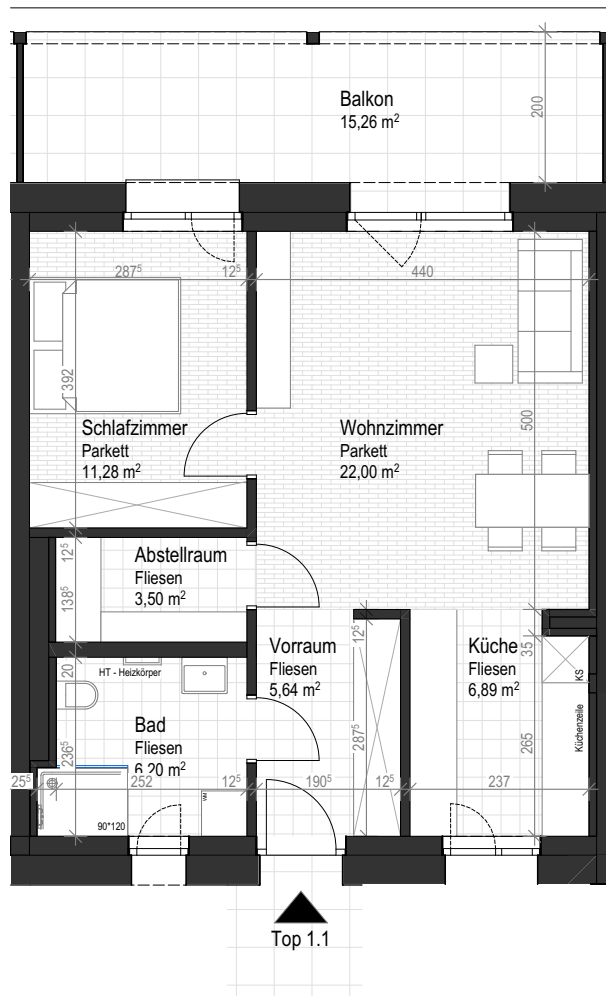 Balkon
15,26 m²
200
287⁵
12⁵
440
392
500
Schlafzimmer
Parkett
11,28 m²
Wohnzimmer
Parkett
22,00 m²
12⁵
138⁵
Abstellraum
Fliesen
3,50 m²
20
HT - Heizkörper
236⁵
Bad
Fliesen
6,20 m²
Vorraum
Fliesen
5,64 m²
12⁵
287⁵
Küche
Fliesen
6,89 m²
35
KS
265
Küchenzeile
25⁵
252
12⁵
190⁵
12⁵
237
90*120
WM
Top 1.1